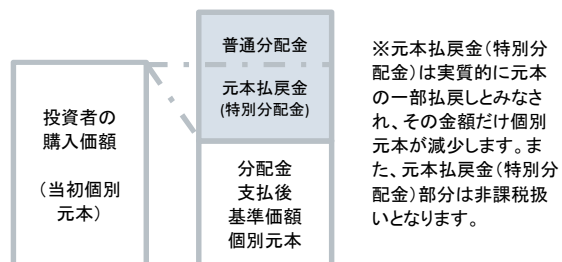 投資者の
購入価額
（当初個別
元本）
普通分配金
元本払戻金
(特別分配金)
分配金
支払後
基準価額
個別元本
※元本払戻金（特別分
配金）は実質的に元本
の一部払戻しとみなさ
れ、その金額だけ個別
元本が減少します。ま
た、元本払戻金（特別分
配金）部分は非課税扱
いとなります。